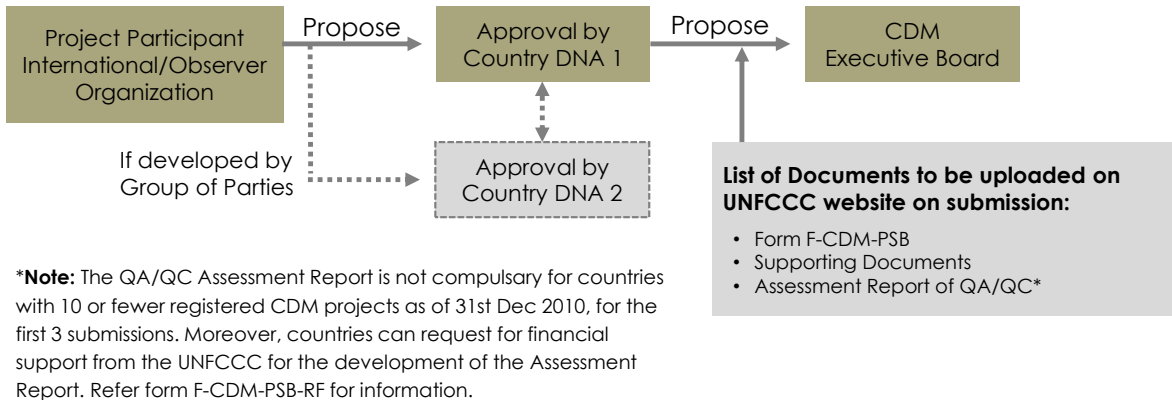 Project Participant
International/Observer
Organization
Propose
Approval by
Country DNA 1
Propose
CDM
Executive Board
If developed by
Group of Parties
Approval by
Country DNA 2
List of Documents to be uploaded on
UNFCCC website on submission:
• Form F-CDM-PSB
• Supporting Documents
• Assessment Report of QA/QC*
*Note: The QA/QC Assessment Report is not compulsary for countries
with 10 or fewer registered CDM projects as of 31st Dec 2010, for the
first 3 submissions. Moreover, countries can request for financial
support from the UNFCCC for the development of the Assessment
Report. Refer form F-CDM-PSB-RF for information.